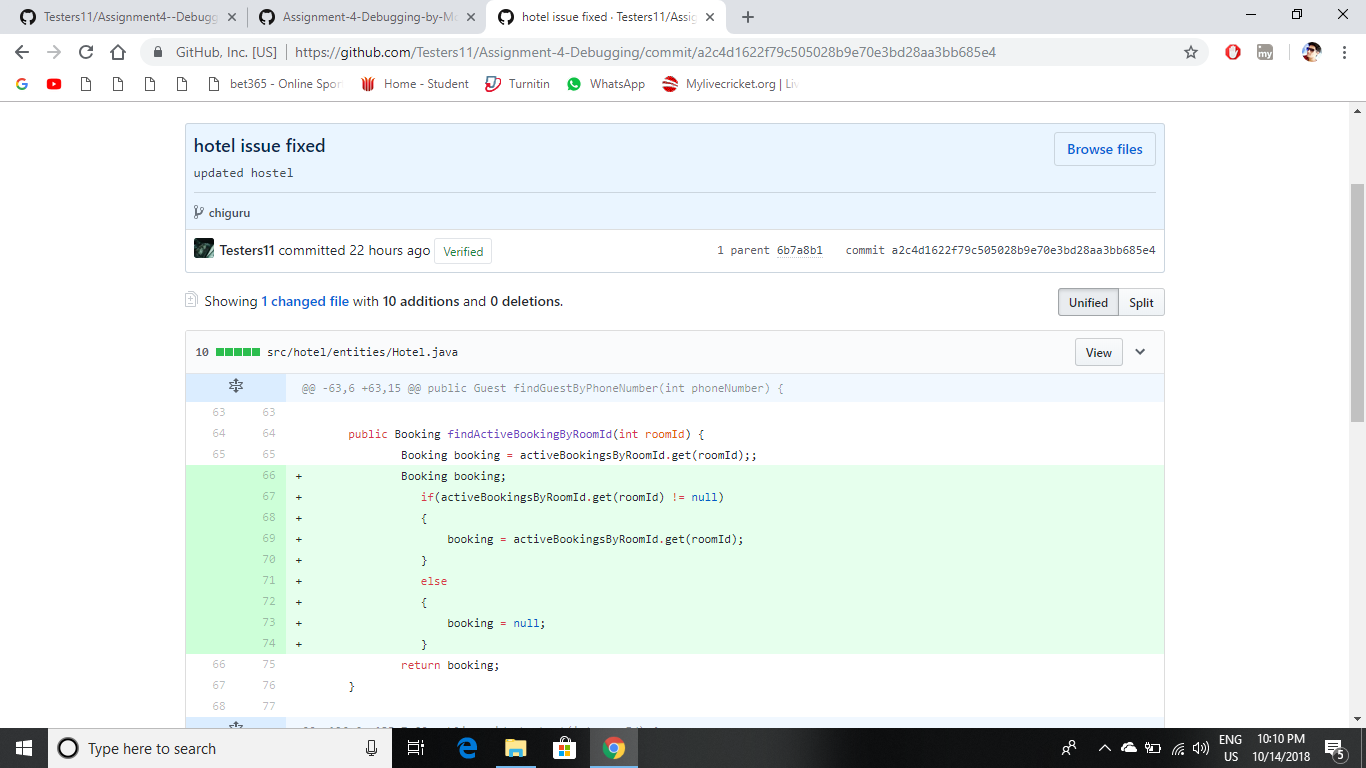 Testers11/Assignment4--Debugg
Assignment-4-Debugging-by-Mo
hotel issue fixed · Testers11/Assig
GitHub, Inc. [US] | https://github.com/Testers11/Assignment-4-Debugging/commit/a2c4d1622f79c505028b9e70e3bd28aa3bb685e4
my
bet365 - Online Spor Home - Student Turnitin WhatsApp Mylivecricket.org | Liv
hotel issue fixed
Browse files
updated hostel
chiguru
Testers11 committed 22 hours ago Verified 1 parent 6b7a8b1 commit a2c4d1622f79c505028b9e70e3bd28aa3bb685e4
Showing 1 changed file with 10 additions and 0 deletions. Unified Split
10 src/hotel/entities/Hotel.java View
@@ -63,6 +63,15 @@ public Guest findGuestByPhoneNumber(int phoneNumber) {
63 63
64 64 public Booking findActiveBookingByRoomId(int roomId) {
65 65 Booking booking = activeBookingsByRoomId.get(roomId);;
66 + Booking booking;
67 + if(activeBookingsByRoomId.get(roomId) != null)
68 + {
69 + booking = activeBookingsByRoomId.get(roomId);
70 + }
71 + else
72 + {
73 + booking = null;
74 + }
66 75 return booking;
67 76 }
68 77
Type here to search
ENG
US
10:10 PM
10/14/2018
5